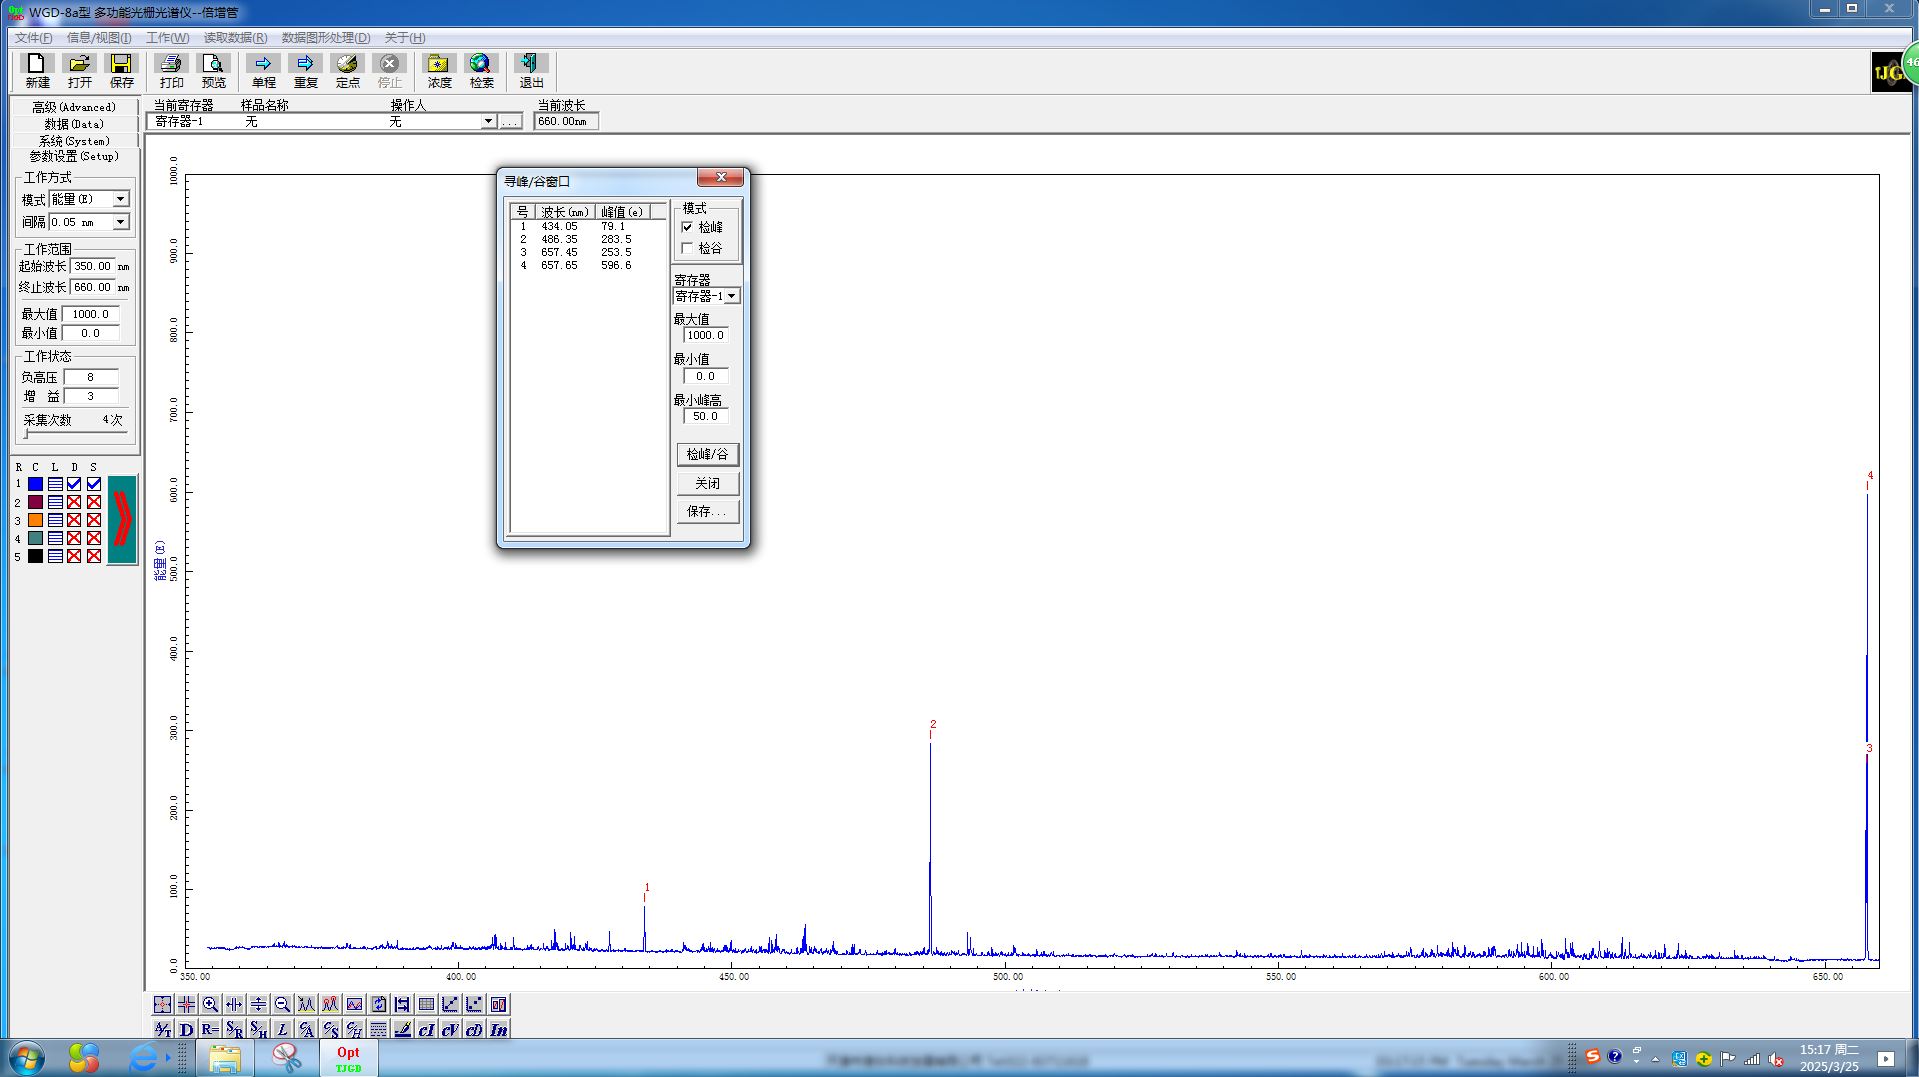 WGD-8a型 多功能光栅光谱仪--倍增管
文件(F) 信息/视图(I) 工作(W) 读取数据(R) 数据图形处理(D) 关于(H)
新建 打开 保存 打印 预览 单程 重复 定点 停止 浓度 检索 退出
46
高级(Advanced)
数据(Data)
系统(System)
参数设置(Setup)
当前寄存器 样品名称 操作人 当前波长
寄存器-1 无 无 ... 660.00nm
工作方式
模式 能量(E)
间隔 0.05 nm
工作范围
起始波长 350.00 nm
终止波长 660.00 nm
最大值 1000.0
最小值 0.0
工作状态
负高压 8
增 益 3
采集次数 4次
R C L D S
1
2
3
4
5
寻峰/谷窗口
号 波长(nm) 峰值(e)
1 434.05 79.1
2 486.35 283.5
3 657.45 253.5
4 657.65 596.6
模式
检峰
检谷
寄存器
寄存器-1
最大值
1000.0
最小值
0.0
最小峰高
50.0
检峰/谷
关闭
保存...
1000.0
900.0
800.0
700.0
600.0
500.0
400.0
300.0
200.0
100.0
0.0
能量(E)
4
2
3
1
350.00 400.00 450.00 500.00 550.00 600.00 650.00
A/T D R= SR SH L CA CS CH cI cV cD In
Opt
TJGD
15:17 周二
2025/3/25